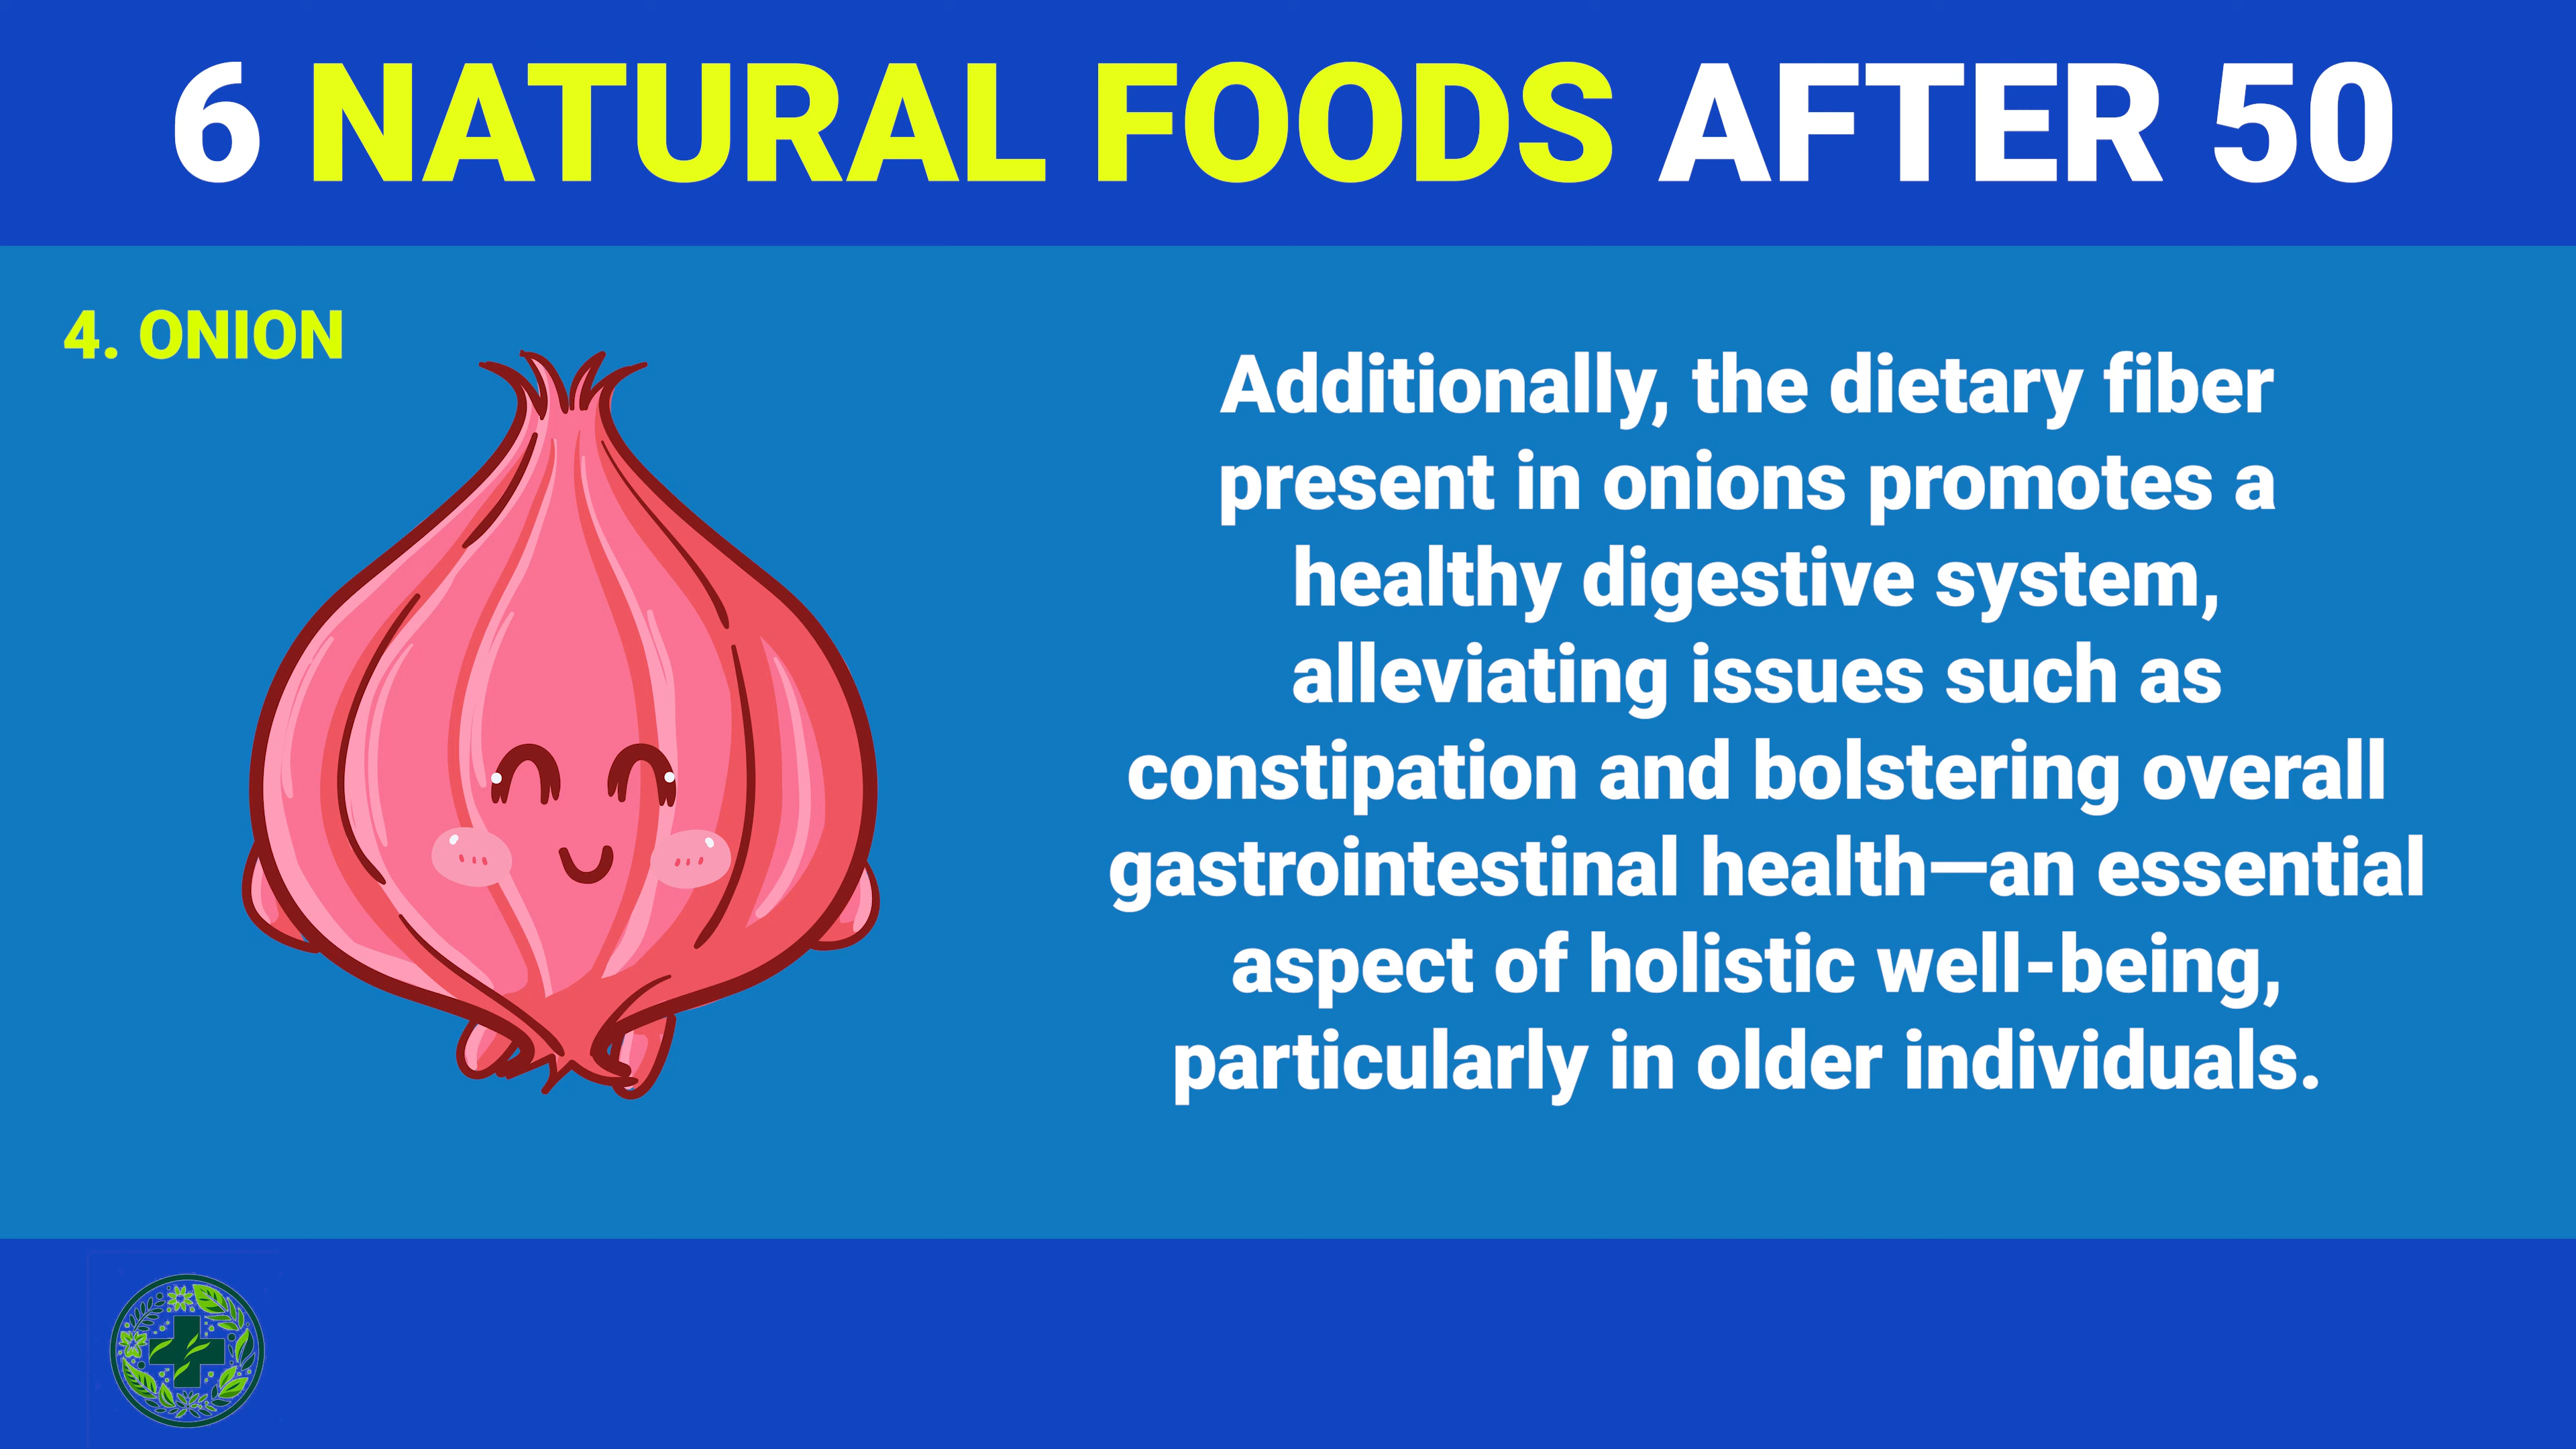 6 NATURAL FOODS AFTER 50
4. ONION
Additionally, the dietary fiber
present in onions promotes a
healthy digestive system,
alleviating issues such as
constipation and bolstering overall
gastrointestinal health—an essential
aspect of holistic well-being,
particularly in older individuals.